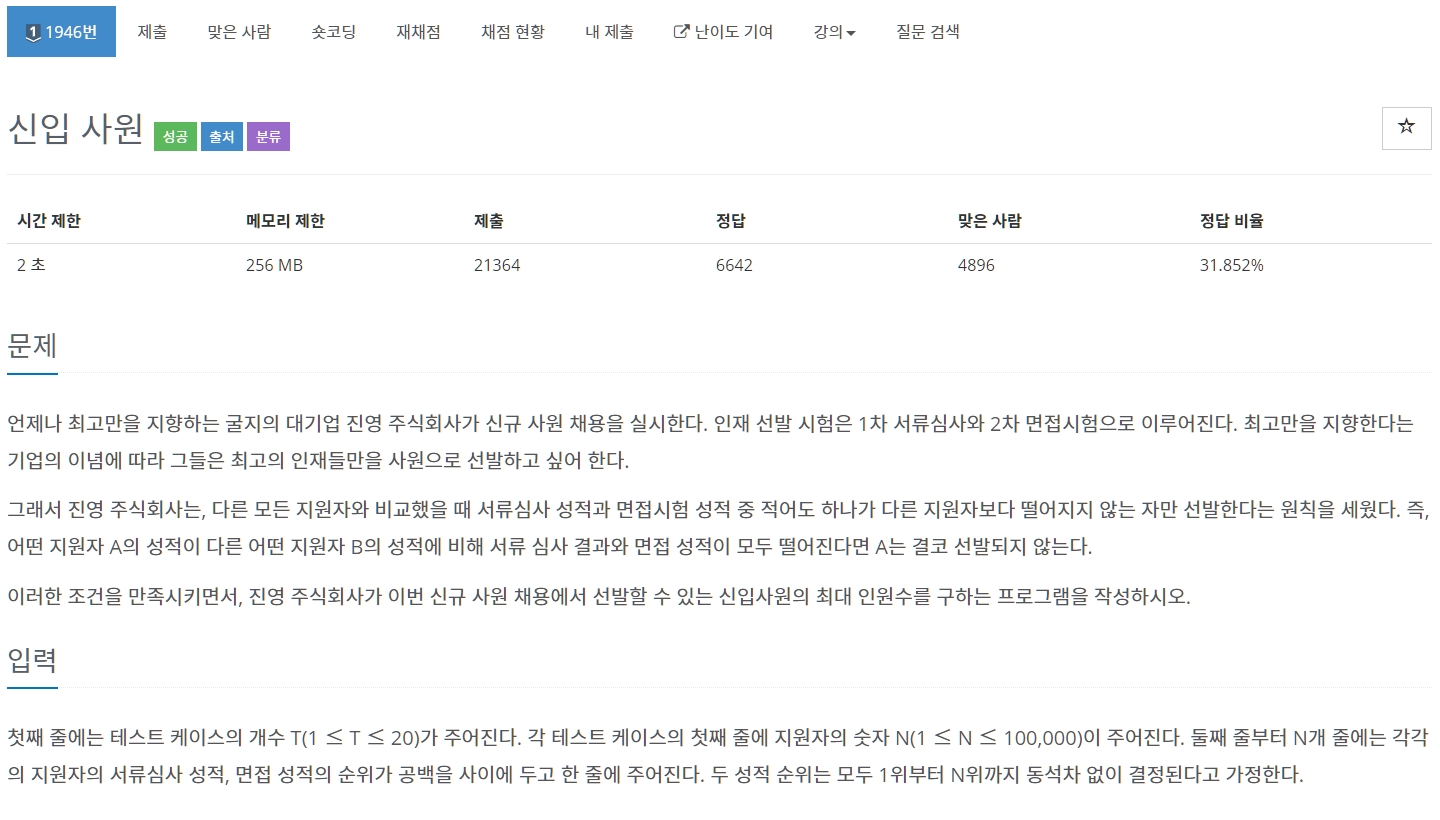 1 1946번 제출 맞은 사람 숏코딩 재채점 채점 현황 내 제출 난이도 기여 강의 질문 검색
신입 사원 성공 출처 분류
시간 제한 메모리 제한 제출 정답 맞은 사람 정답 비율
2 초 256 MB 21364 6642 4896 31.852%
문제
언제나 최고만을 지향하는 굴지의 대기업 진영 주식회사가 신규 사원 채용을 실시한다. 인재 선발 시험은 1차 서류심사와 2차 면접시험으로 이루어진다. 최고만을 지향한다는
기업의 이념에 따라 그들은 최고의 인재들만을 사원으로 선발하고 싶어 한다.
그래서 진영 주식회사는, 다른 모든 지원자와 비교했을 때 서류심사 성적과 면접시험 성적 중 적어도 하나가 다른 지원자보다 떨어지지 않는 자만 선발한다는 원칙을 세웠다. 즉,
어떤 지원자 A의 성적이 다른 어떤 지원자 B의 성적에 비해 서류 심사 결과와 면접 성적이 모두 떨어진다면 A는 결코 선발되지 않는다.
이러한 조건을 만족시키면서, 진영 주식회사가 이번 신규 사원 채용에서 선발할 수 있는 신입사원의 최대 인원수를 구하는 프로그램을 작성하시오.
입력
첫째 줄에는 테스트 케이스의 개수 T(1 ≤ T ≤ 20)가 주어진다. 각 테스트 케이스의 첫째 줄에 지원자의 숫자 N(1 ≤ N ≤ 100,000)이 주어진다. 둘째 줄부터 N개 줄에는 각각
의 지원자의 서류심사 성적, 면접 성적의 순위가 공백을 사이에 두고 한 줄에 주어진다. 두 성적 순위는 모두 1위부터 N위까지 동석차 없이 결정된다고 가정한다.